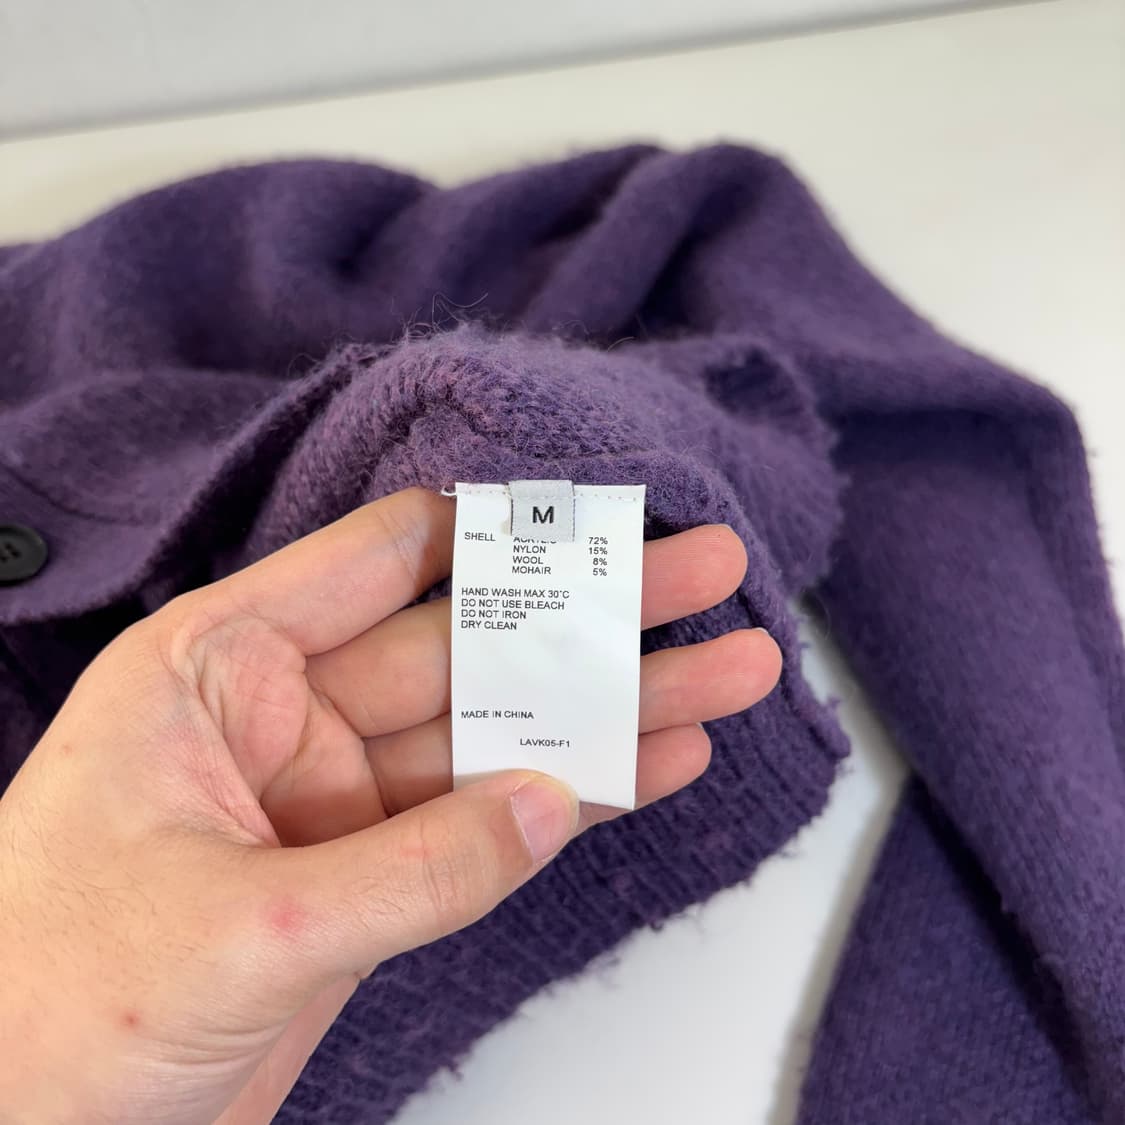 M
SHELL ACRYLIC 72%
NYLON 15%
WOOL 8%
MOHAIR 5%
HAND WASH MAX 30°C
DO NOT USE BLEACH
DO NOT IRON
DRY CLEAN
MADE IN CHINA
LAVK05-F1